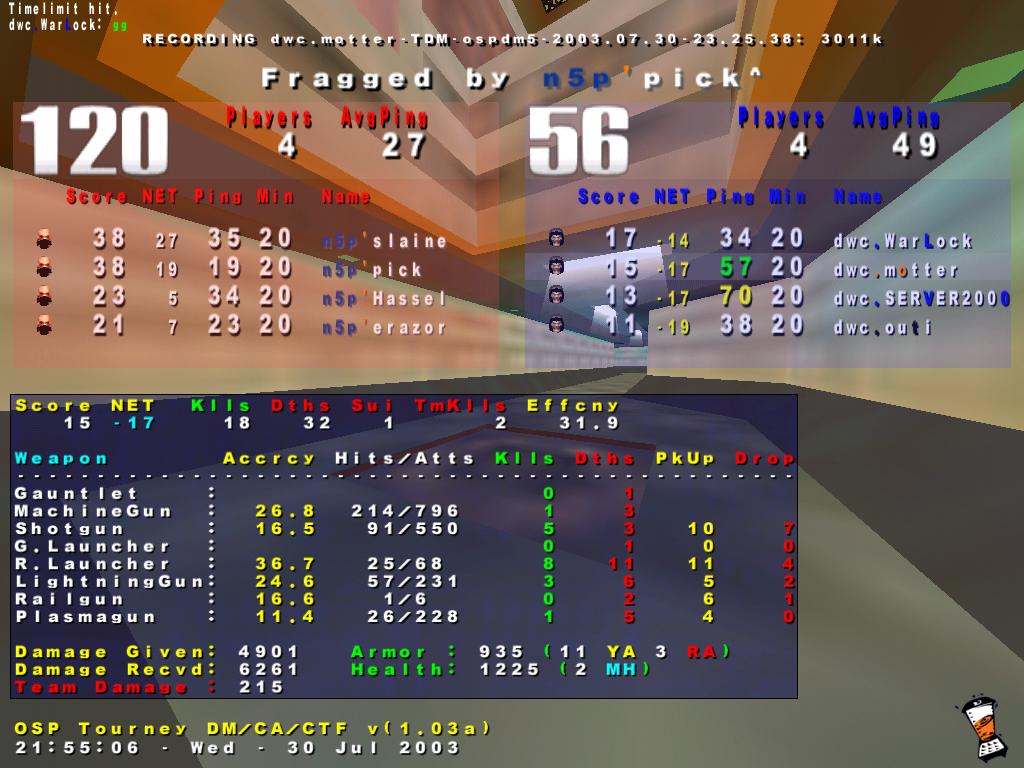 Timelimit hit.
dwc.WarLock: gg
RECORDING dwc.motter-TDM-ospdm5-2003.07.30-23.25.38: 3011k
Fragged by n5p'pick^
120 Players AvgPing
4 27
Score NET Ping Min Name
38 27 35 20 n5p'slaine
38 19 19 20 n5p'pick
23 5 34 20 n5p'Hassel
21 7 23 20 n5p'erazor
56 Players AvgPing
4 49
Score NET Ping Min Name
17 -14 34 20 dwc.WarLock
15 -17 57 20 dwc.motter
13 -17 70 20 dwc.SERVER2000
11 -19 38 20 dwc.outi
Score NET Klls Dths Sui TmKlls Effcny
15 -17 18 32 1 2 31.9
Weapon Accrcy Hits/Atts Klls Dths PkUp Drop
Gauntlet : 0 1
MachineGun : 26.8 214/796 1 3
Shotgun : 16.5 91/550 5 3 10 7
G.Launcher : 0 1 0 0
R.Launcher : 36.7 25/68 8 11 11 4
LightningGun: 24.6 57/231 3 6 5 2
Railgun : 16.6 1/6 0 2 6 1
Plasmagun : 11.4 26/228 1 5 4 0
Damage Given: 4901 Armor : 935 (11 YA 3 RA)
Damage Recvd: 6261 Health: 1225 (2 MH)
Team Damage : 215
OSP Tourney DM/CA/CTF v(1.03a)
21:55:06 - Wed - 30 Jul 2003